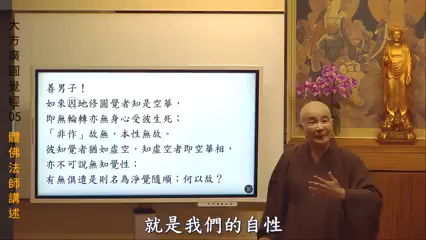 大方廣圓覺經05 體佛法師講述
善男子！
如來因地修圓覺者知是空華，
即無輪轉亦無身心受彼生死；
「非作」故無，本性無故。
彼知覺者猶如虛空，知虛空者即空華相，
亦不可說無知覺性；
有無俱遣是則名為淨覺隨順；何以故？
就是我們的自性